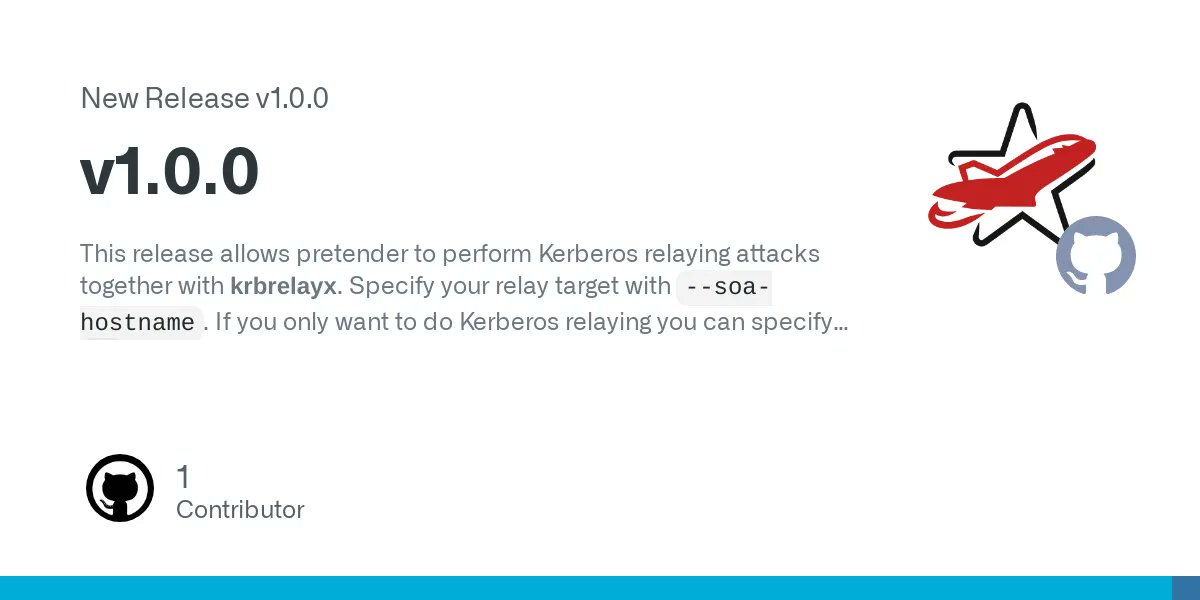 New Release v1.0.0
v1.0.0
This release allows pretender to perform Kerberos relaying attacks
together with krbrelayx. Specify your relay target with --soa-
hostname. If you only want to do Kerberos relaying you can specify...
1
Contributor